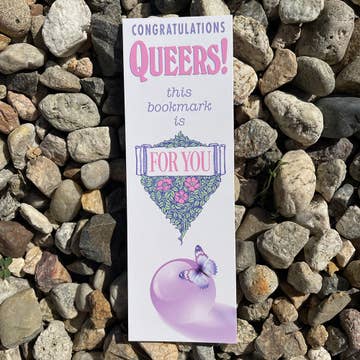 CONGRATULATIONS
QUEERS!
this
bookmark
is
FOR YOU